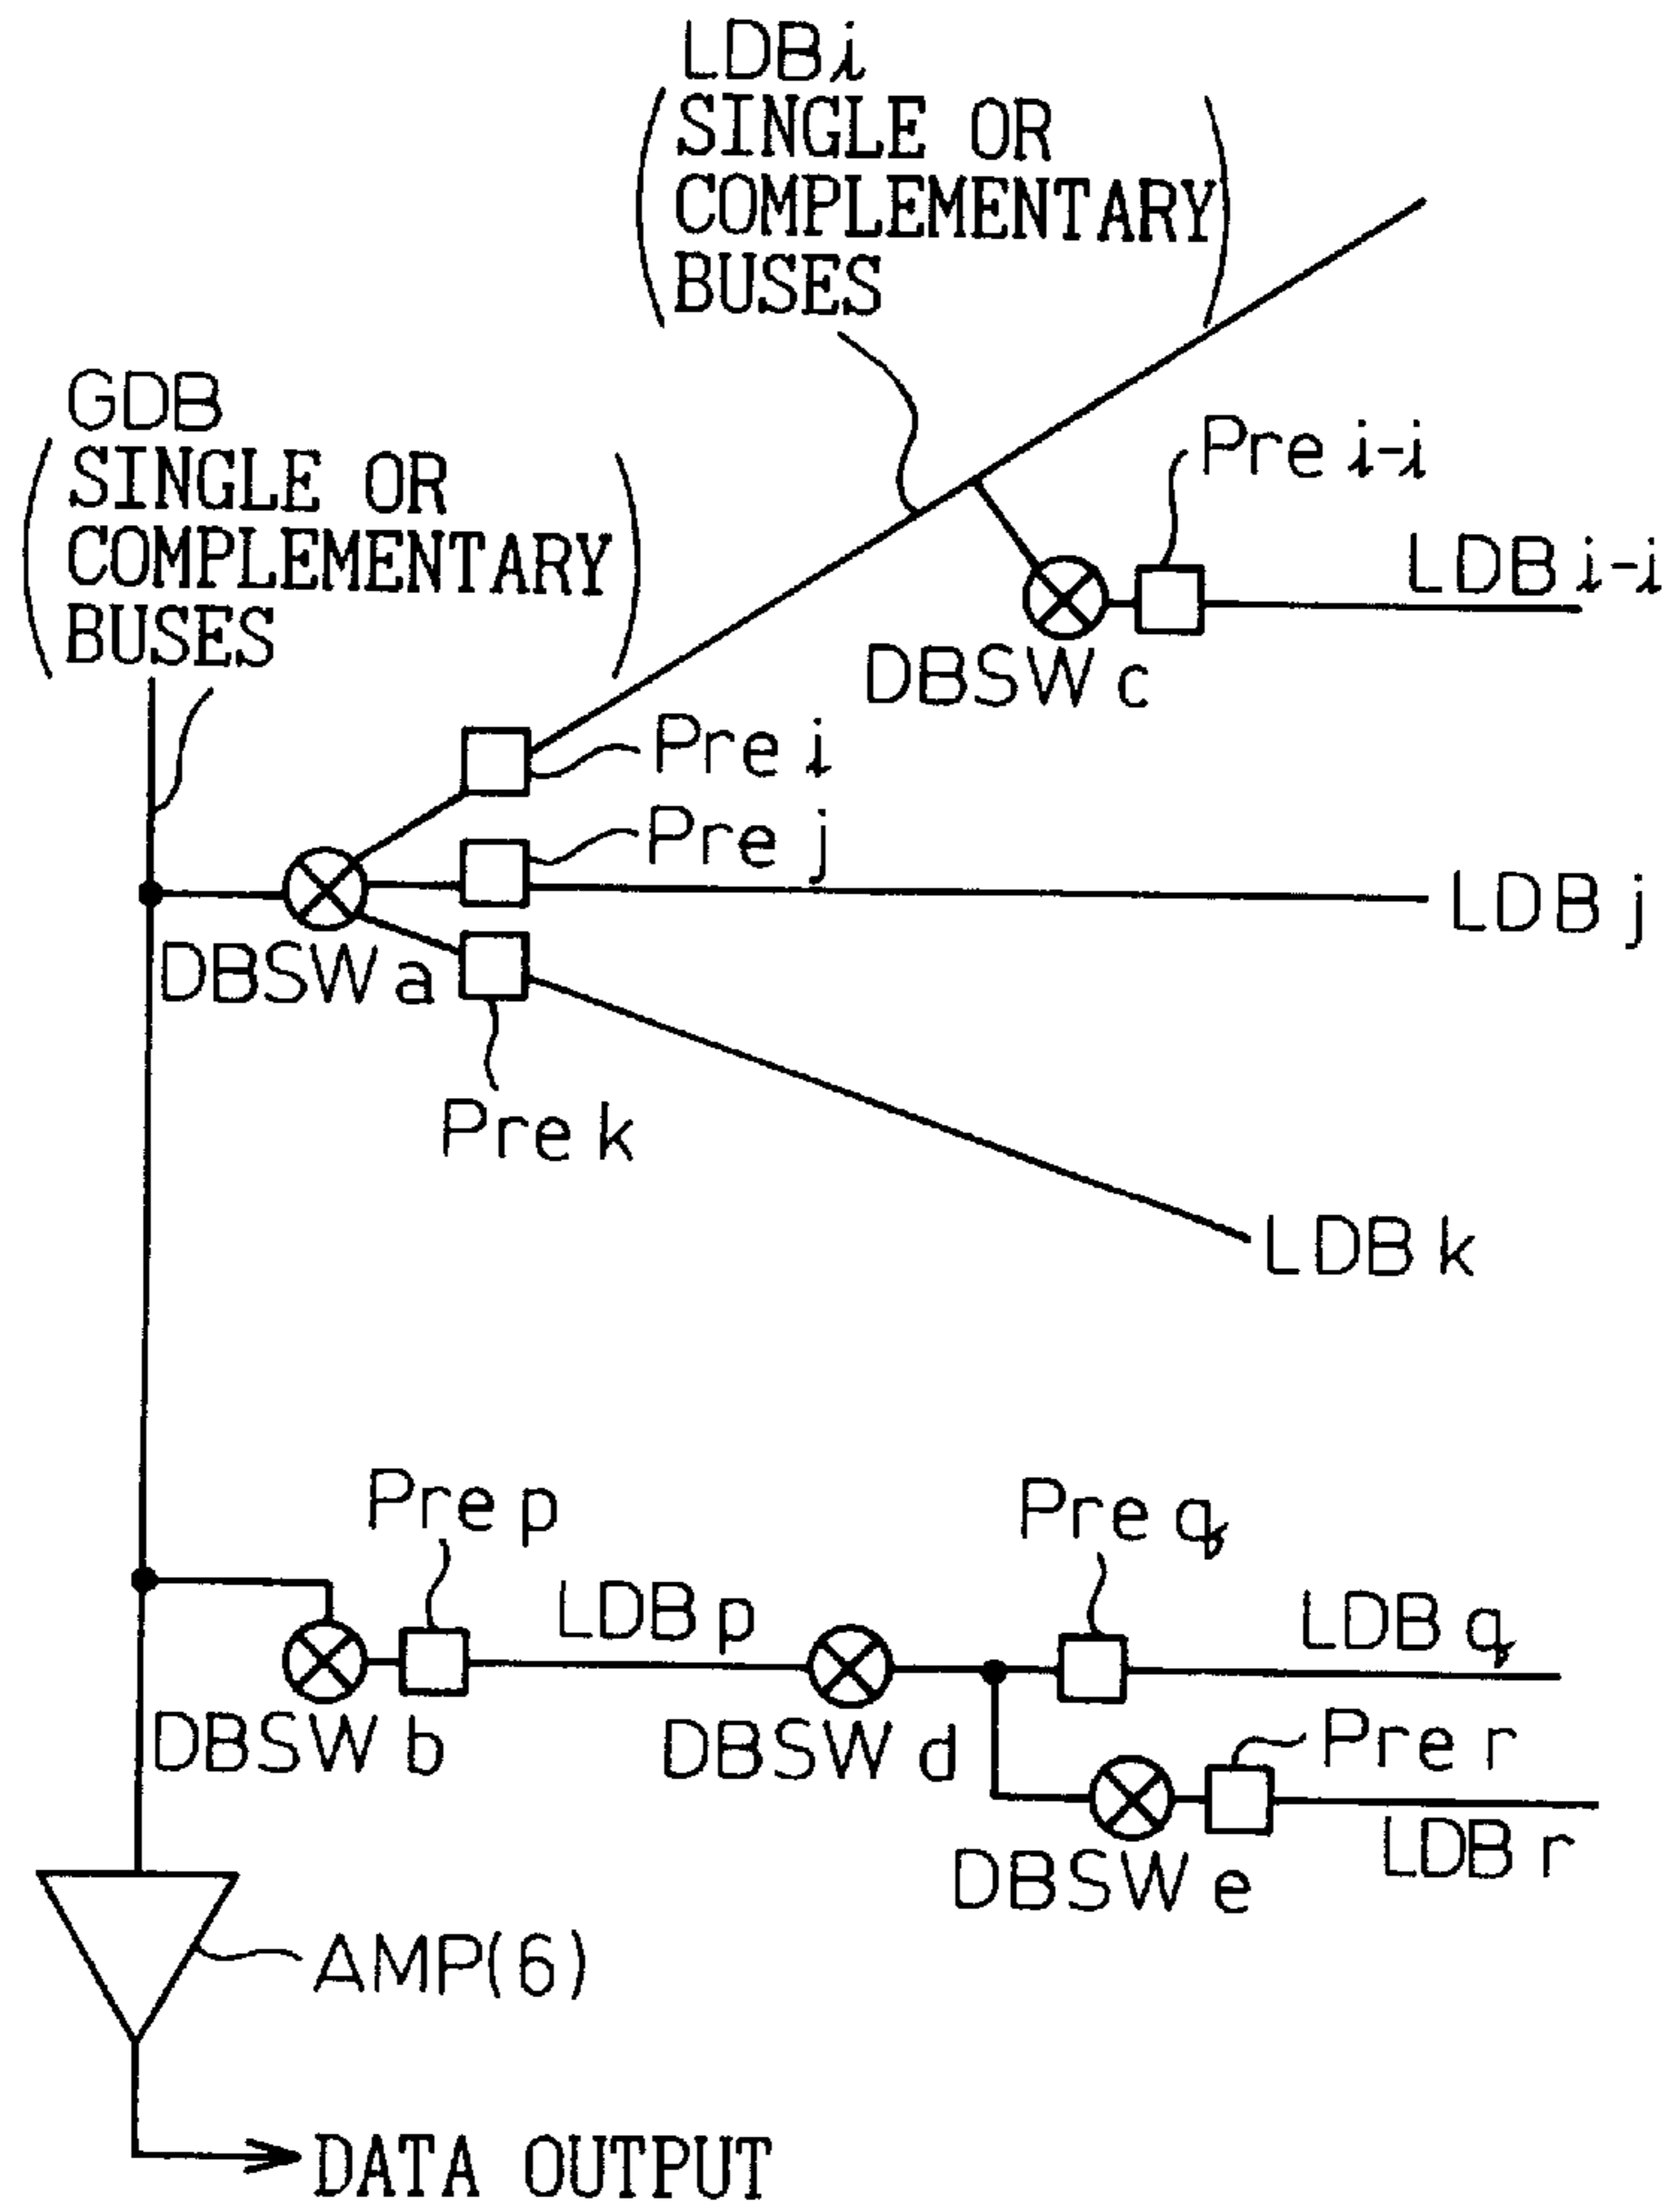 LDBi
(SINGLE OR
COMPLEMENTARY
BUSES)
GDB
(SINGLE OR
COMPLEMENTARY
BUSES)
Pre i-i
LDB i-i
DBSW c
Pre i
Pre j
LDB j
DBSW a
Pre k
LDB k
Pre p
Pre q
LDB p
LDB q
DBSW b
DBSW d
Pre r
LDB r
DBSW e
AMP(6)
DATA OUTPUT